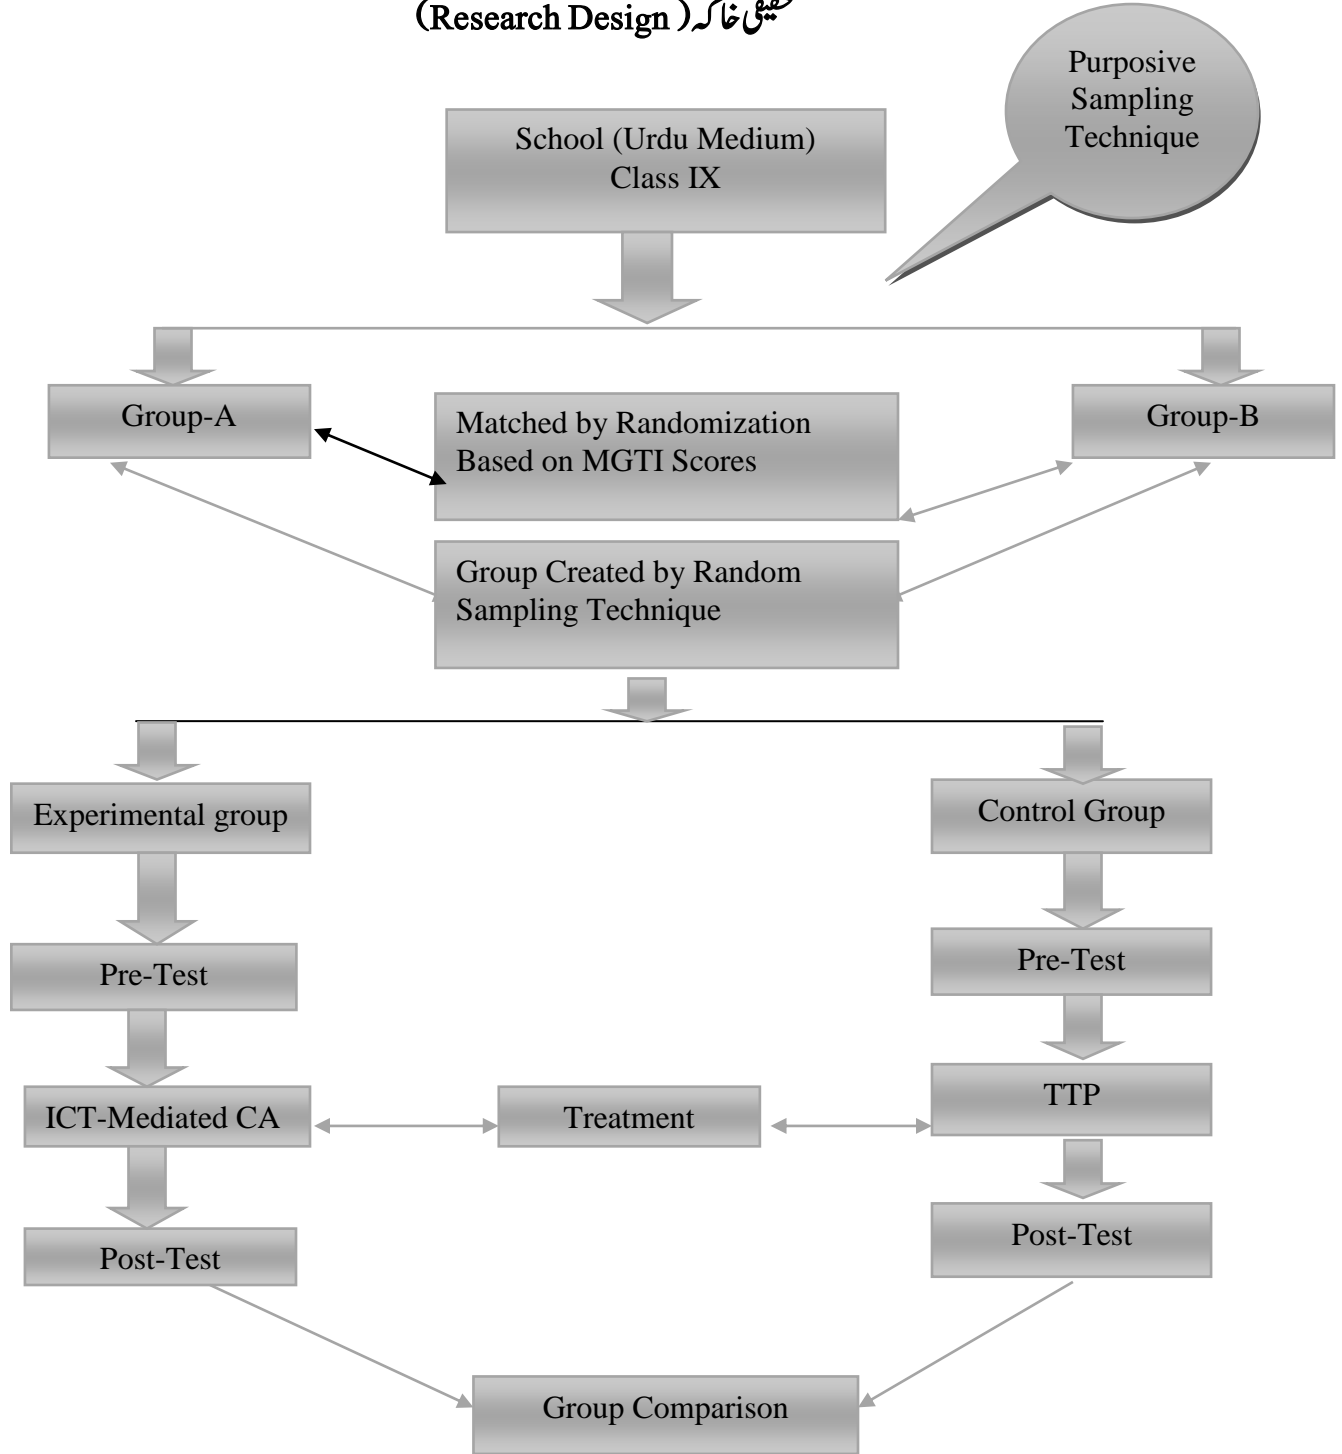 تحقیقی خاکہ (Research Design)
Purposive
Sampling
Technique
School (Urdu Medium)
Class IX
Group-A
Matched by Randomization
Based on MGTI Scores
Group-B
Group Created by Random
Sampling Technique
Experimental group
Control Group
Pre-Test
Pre-Test
ICT-Mediated CA
Treatment
TTP
Post-Test
Post-Test
Group Comparison